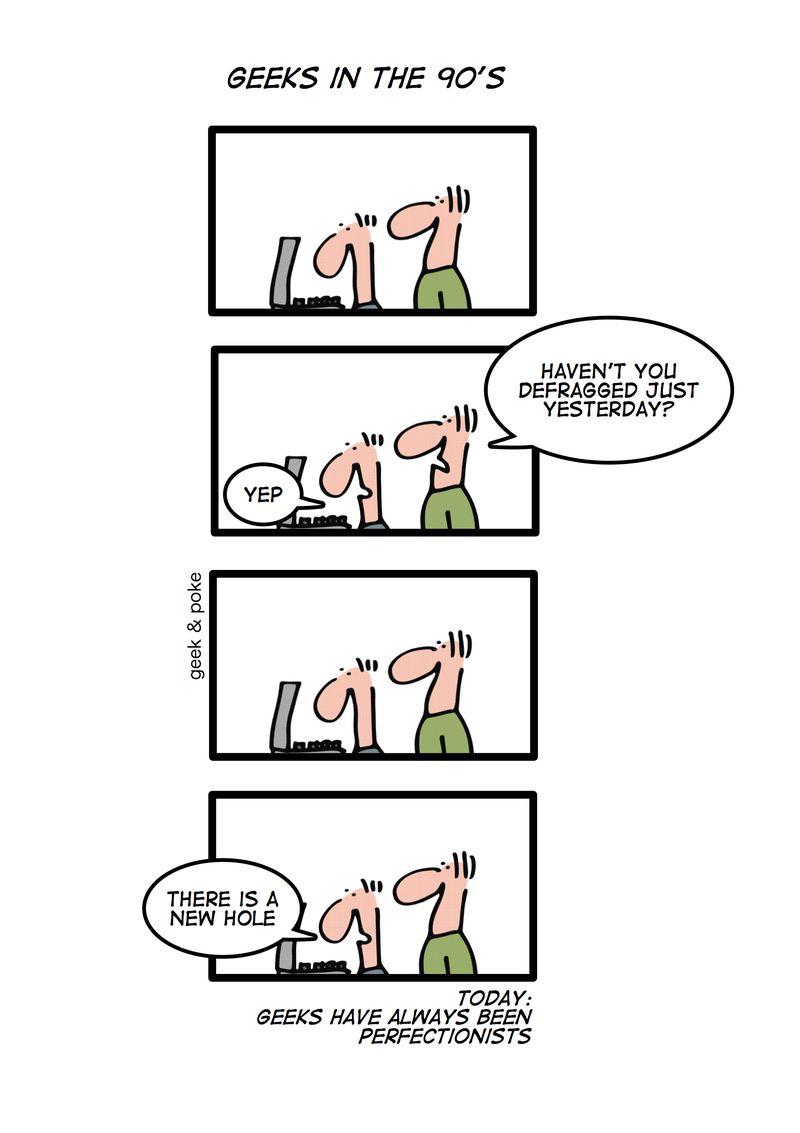 GEEKS IN THE 90'S
HAVEN'T YOU
DEFRAGGED JUST
YESTERDAY?
YEP
geek & poke
THERE IS A
NEW HOLE
TODAY:
GEEKS HAVE ALWAYS BEEN
PERFECTIONISTS